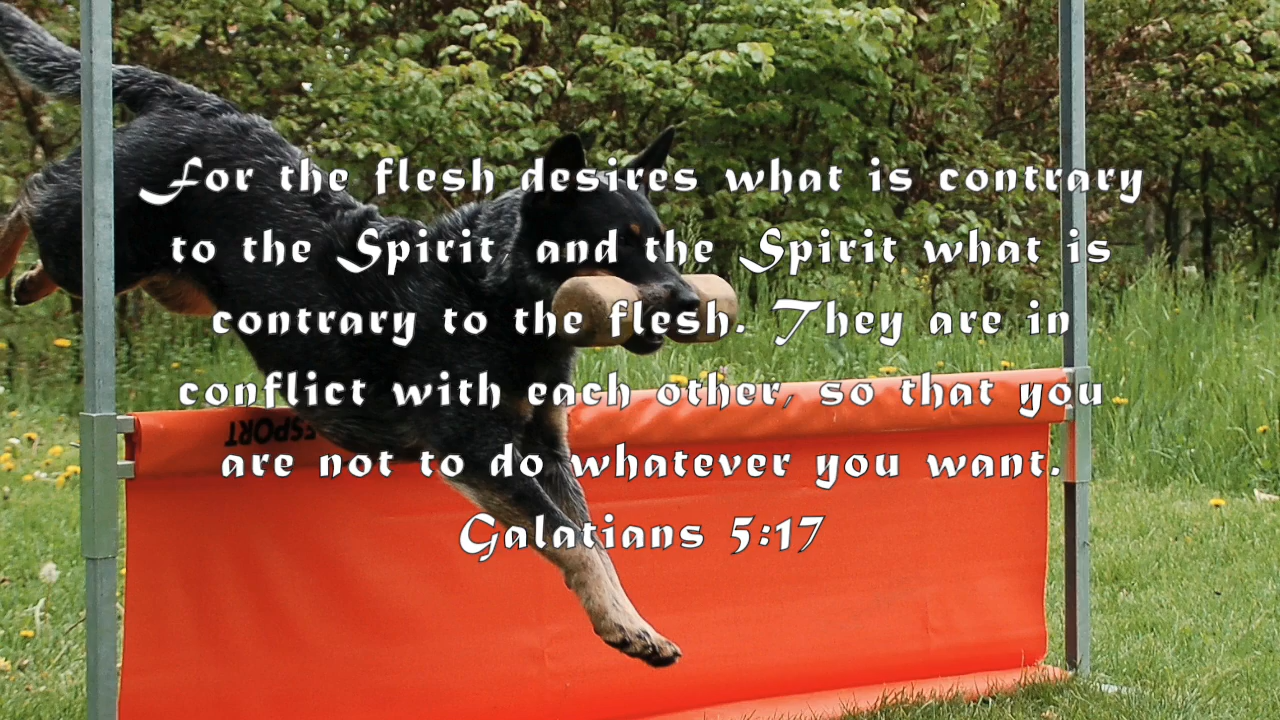 For the flesh desires what is contrary
to the Spirit and the Spirit what is
contrary to the flesh. They are in
conflict with each other, so that you
are not to do whatever you want.
Galatians 5:17
ESPORT